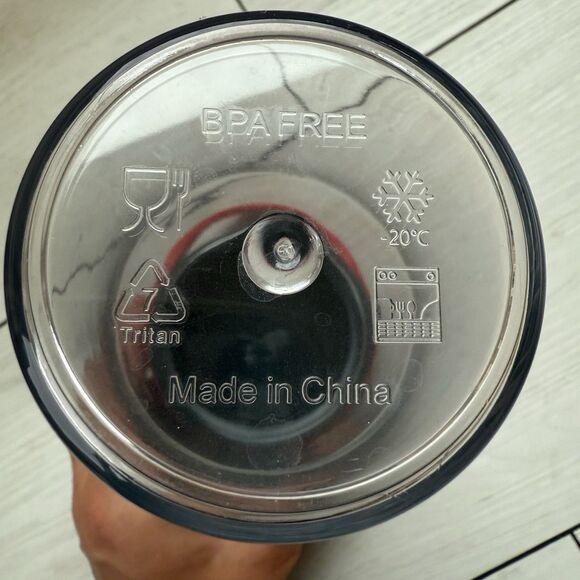 BPA FREE
-20°C
7
Tritan
Made in China